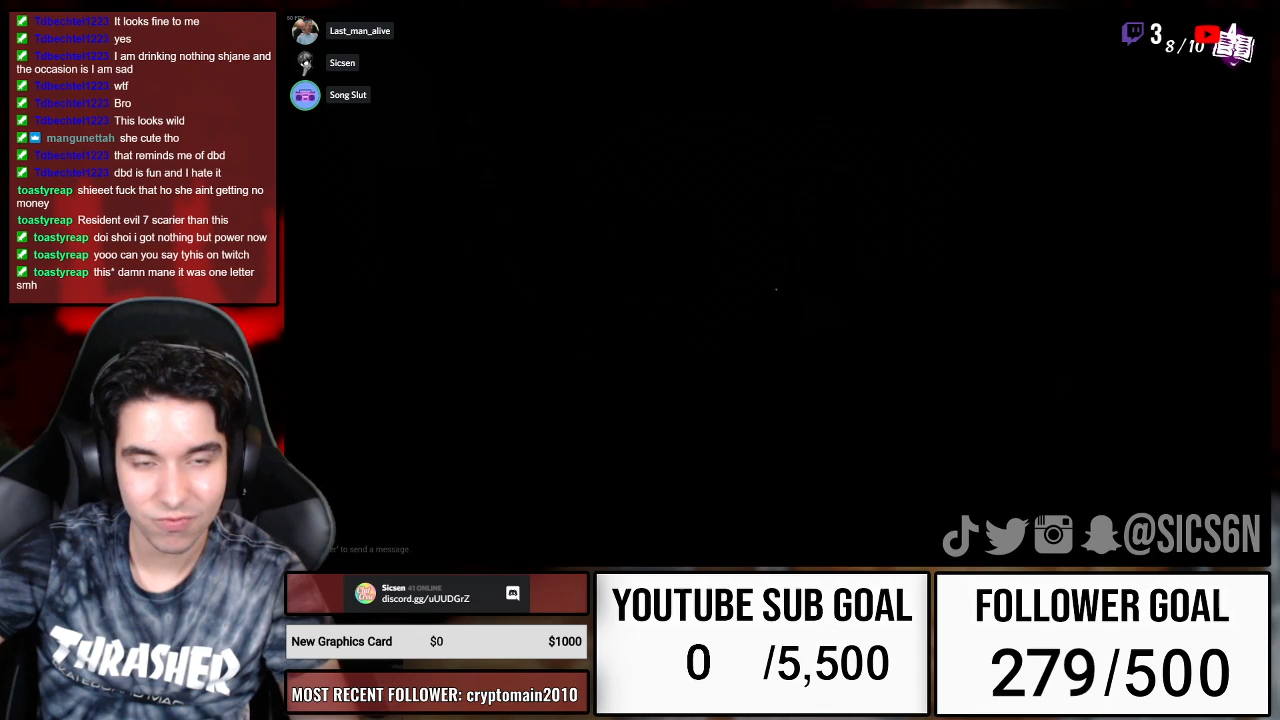 Tdbechtel1223 It looks fine to me
Tdbechtel1223 yes
Tdbechtel1223 I am drinking nothing shjane and
the occasion is I am sad
Tdbechtel1223 wtf
Tdbechtel1223 Bro
Tdbechtel1223 This looks wild
mangunettah she cute tho
Tdbechtel1223 that reminds me of dbd
Tdbechtel1223 dbd is fun and I hate it
toastyreap shieeet fuck that ho she aint getting no
money
toastyreap Resident evil 7 scarier than this
toastyreap doi shoi i got nothing but power now
toastyreap yooo can you say tyhis on twitch
toastyreap this* damn mane it was one letter
smh
Last_man_alive
Sicsen
Song Slut
3
8/10
to send a message
@SICS6N
Sicsen 41 ONLINE
discord.gg/uUUDGrZ
New Graphics Card $0 $1000
MOST RECENT FOLLOWER: cryptomain2010
YOUTUBE SUB GOAL
0 /5,500
FOLLOWER GOAL
279/500
THRASHER